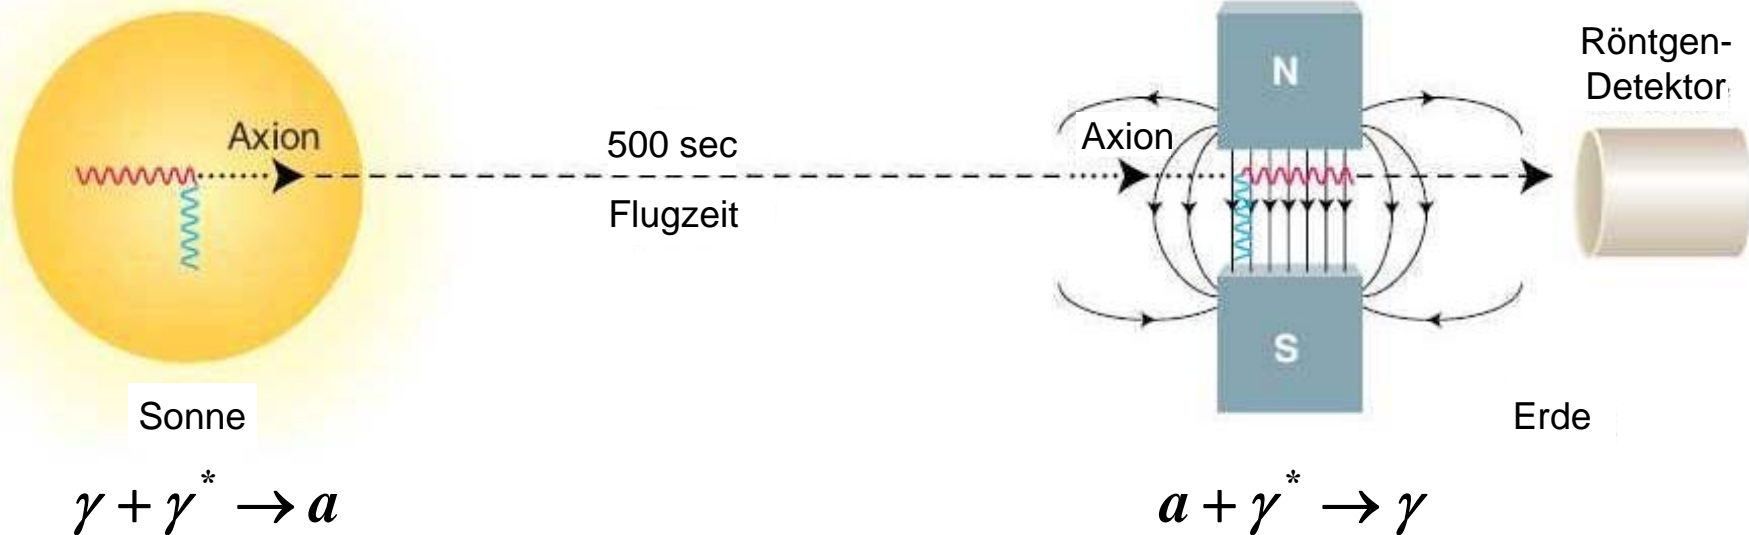 Axion
500 sec
Flugzeit
Axion
N
S
Röntgen-
Detektor
Sonne
Erde
γ + γ* → a
a + γ* → γ